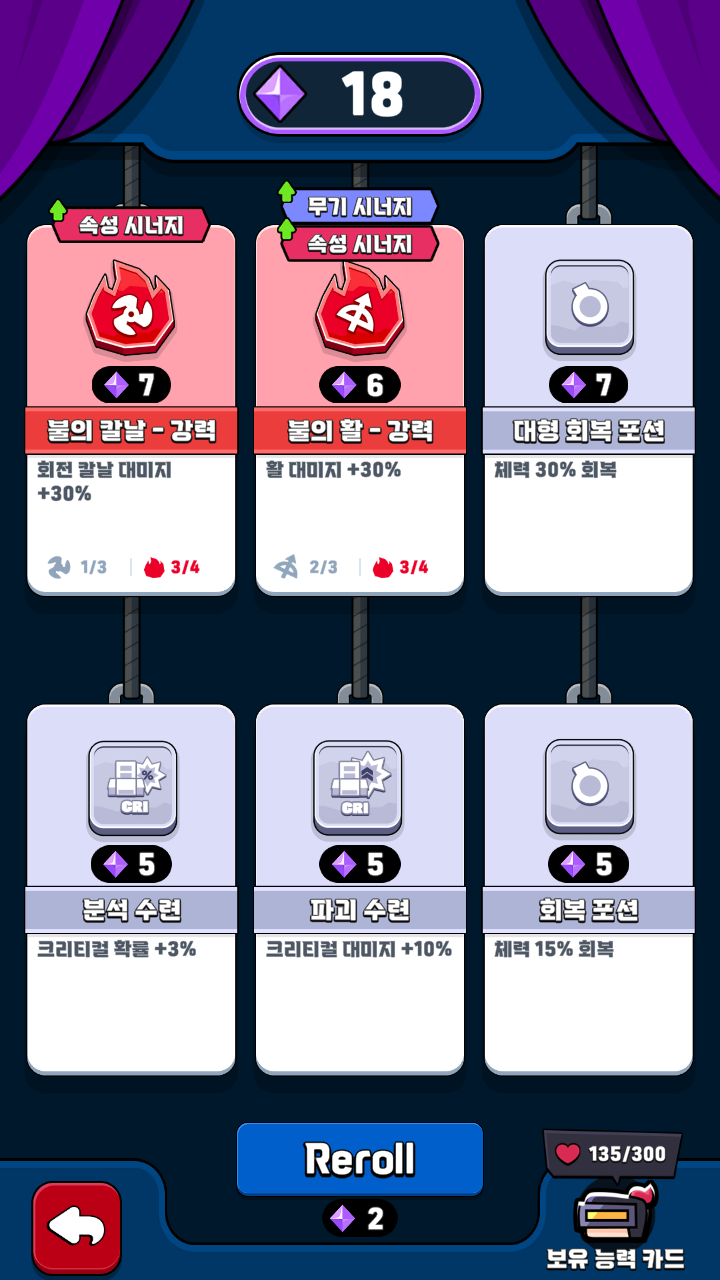 18
속성 시너지
7
불의 칼날 - 강력
회전 칼날 대미지
+30%
1/3
3/4
무기 시너지
속성 시너지
6
불의 활 - 강력
활 대미지 +30%
2/3
3/4
7
대형 회복 포션
체력 30% 회복
%
CRI
5
분석 수련
크리티컬 확률 +3%
CRI
5
파괴 수련
크리티컬 대미지 +10%
5
회복 포션
체력 15% 회복
Reroll
2
135/300
보유 능력 카드